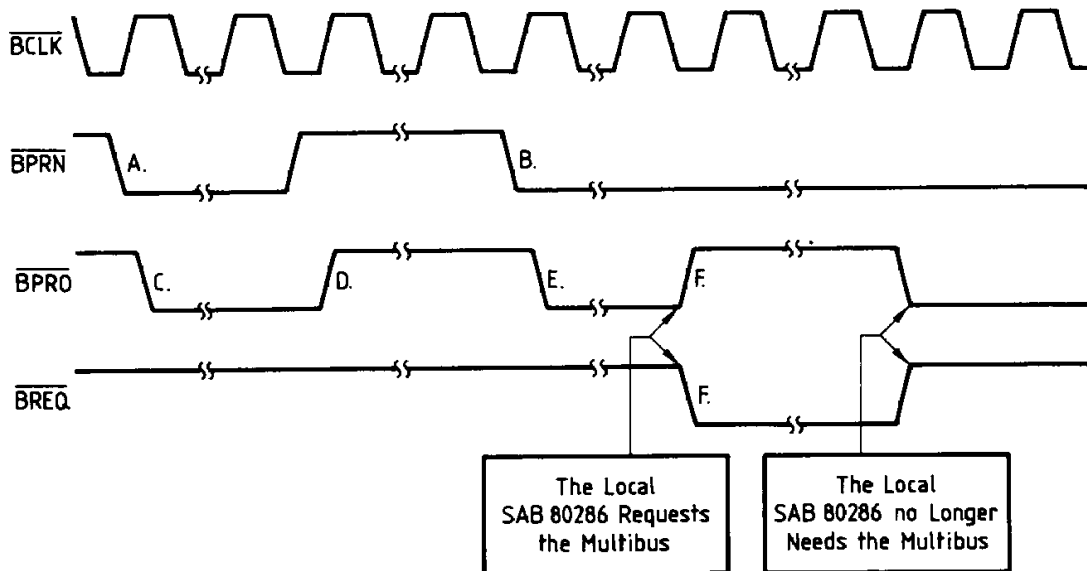 BCLK
BPRN
A.
B.
BPRO
C.
D.
E.
F.
BREQ
F.
The Local
SAB 80286 Requests
the Multibus
The Local
SAB 80286 no Longer
Needs the Multibus